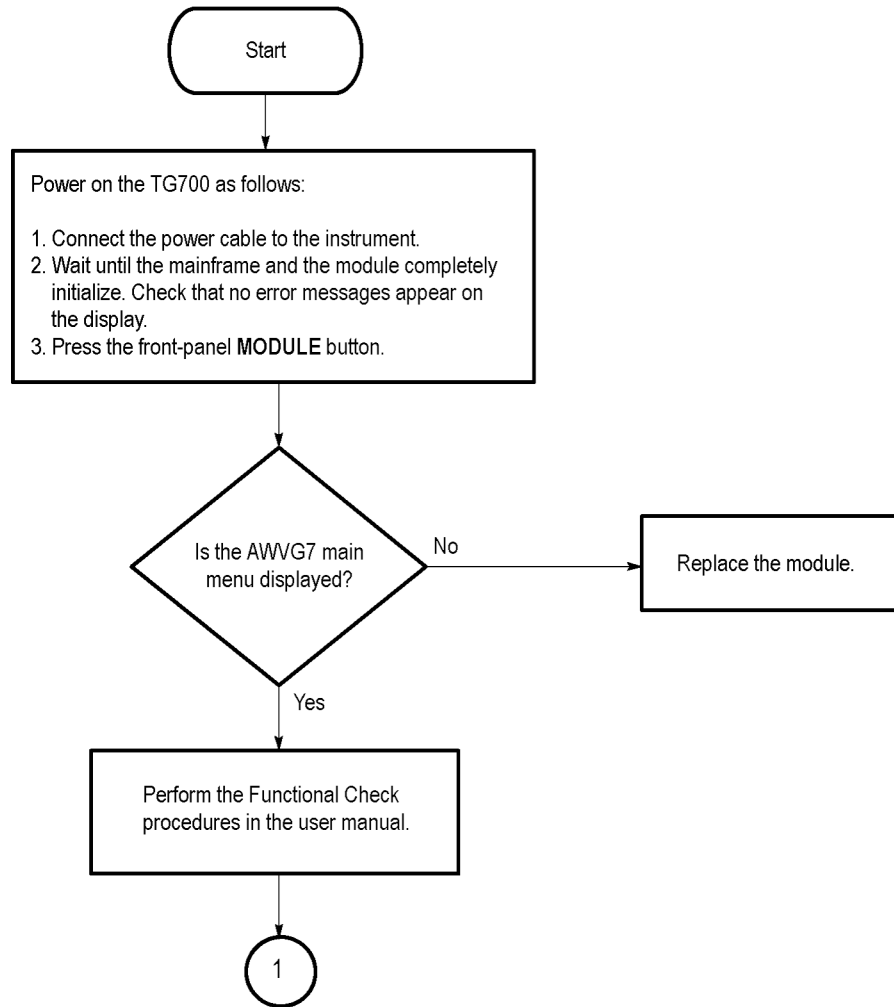 Start
Power on the TG700 as follows:
1. Connect the power cable to the instrument.
2. Wait until the mainframe and the module completely
initialize. Check that no error messages appear on
the display.
3. Press the front-panel MODULE button.
Is the AWVG7 main
menu displayed?
No
Replace the module.
Yes
Perform the Functional Check
procedures in the user manual.
1